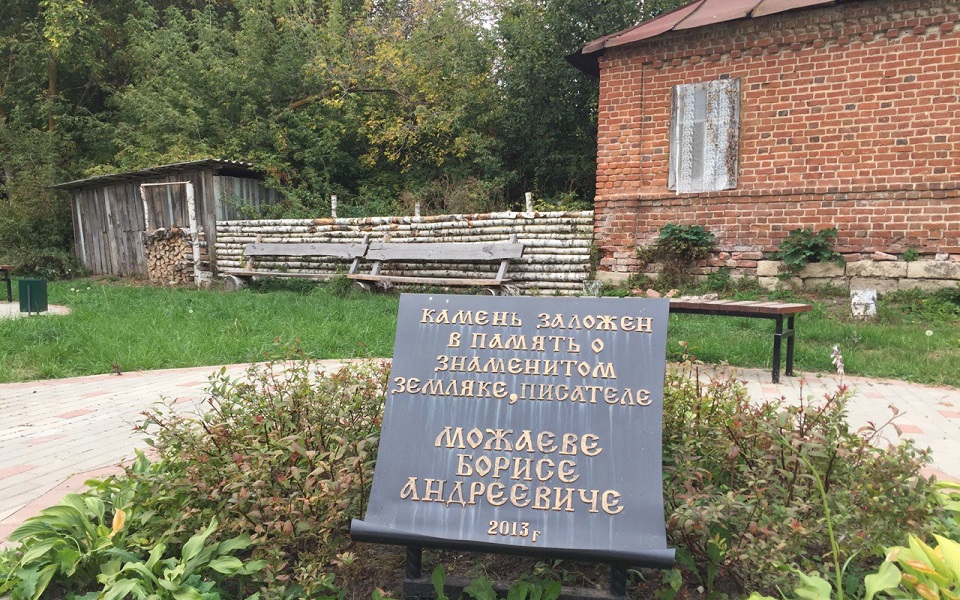 КАМЕНЬ ЗАЛОЖЕН
В ПАМЯТЬ О
ЗНАМЕНИТОМ
ЗЕМЛЯКЕ, ПИСАТЕЛЕ
МОЖАЕВЕ
БОРИСЕ
АНДРЕЕВИЧЕ
2013 г